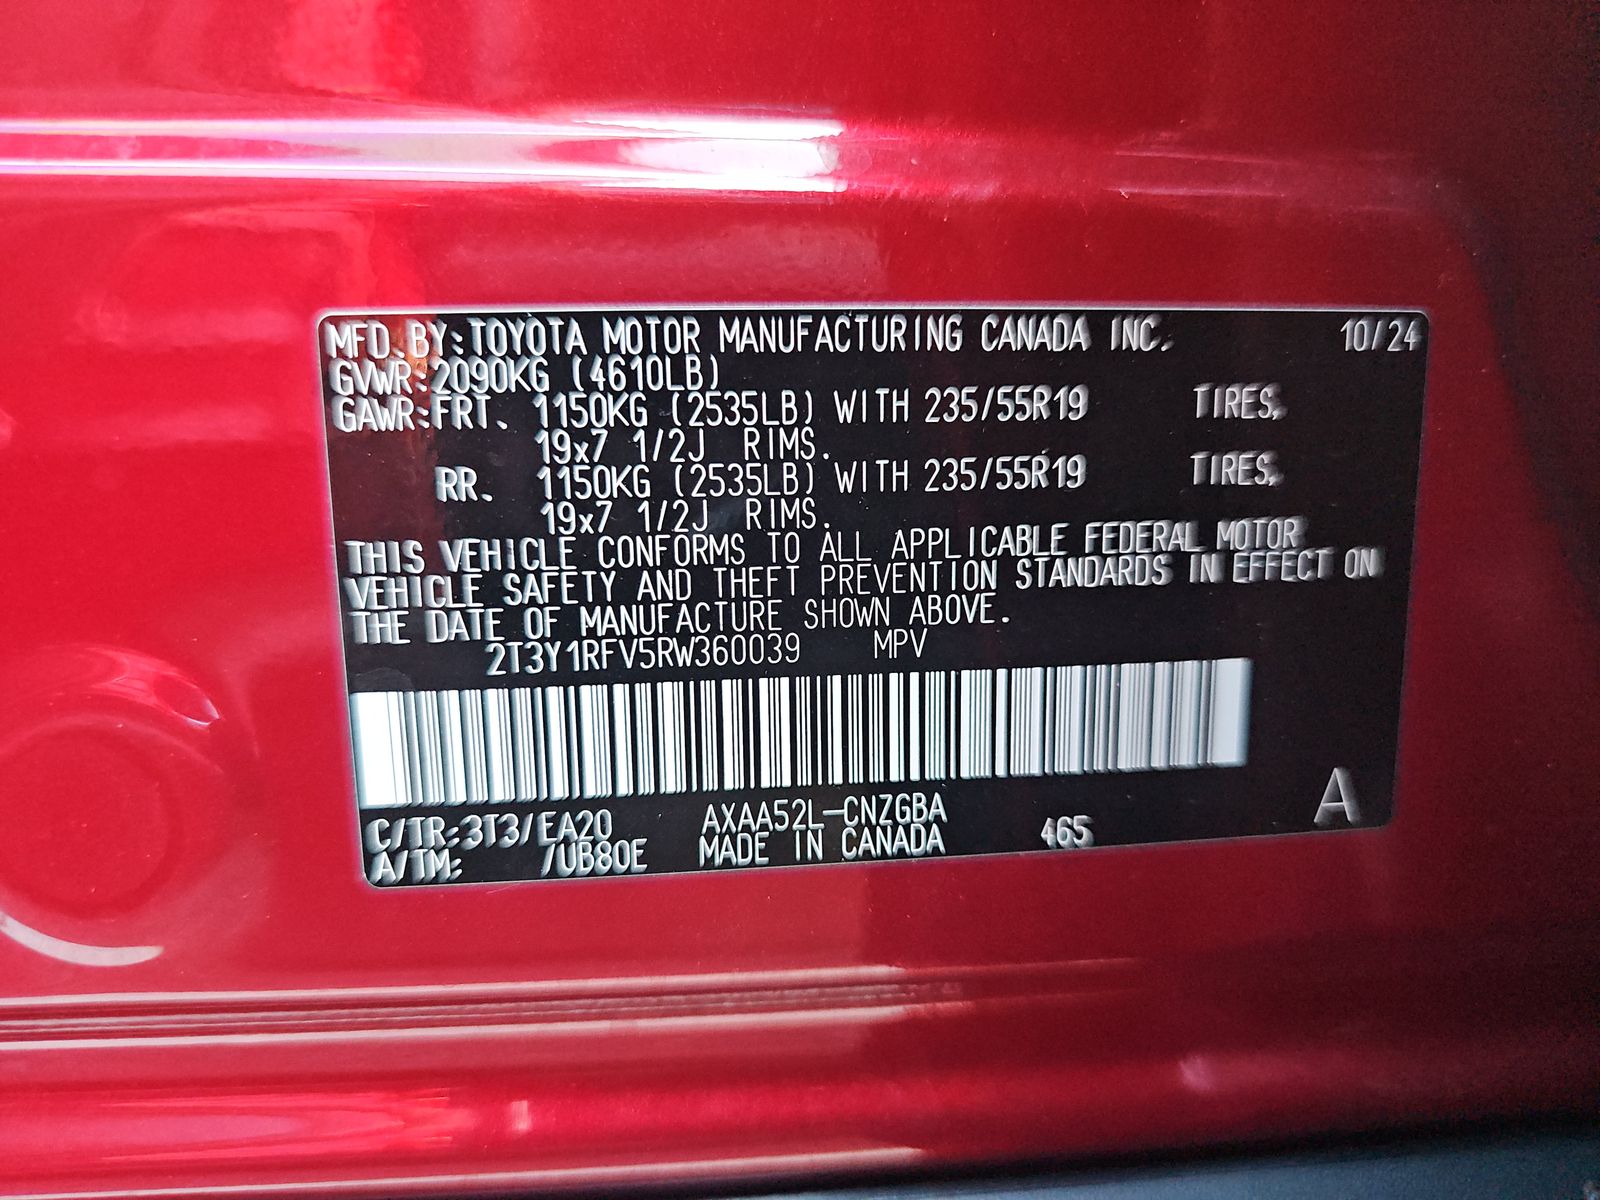 MFD. BY: TOYOTA MOTOR MANUFACTURING CANADA INC. 10/24
GVWR: 2090KG (4610LB)
GAWR: FRT. 1150KG (2535LB) WITH 235/55R19 TIRES,
19x7 1/2J RIMS.
RR. 1150KG (2535LB) WITH 235/55R19 TIRES,
19x7 1/2J RIMS.
THIS VEHICLE CONFORMS TO ALL APPLICABLE FEDERAL MOTOR
VEHICLE SAFETY AND THEFT PREVENTION STANDARDS IN EFFECT ON
THE DATE OF MANUFACTURE SHOWN ABOVE.
2T3Y1RFV5RW360039 MPV
A
C/TR: 3T3/EA20 AXAA52L-CNZGBA 465
A/TM: /UB80E MADE IN CANADA